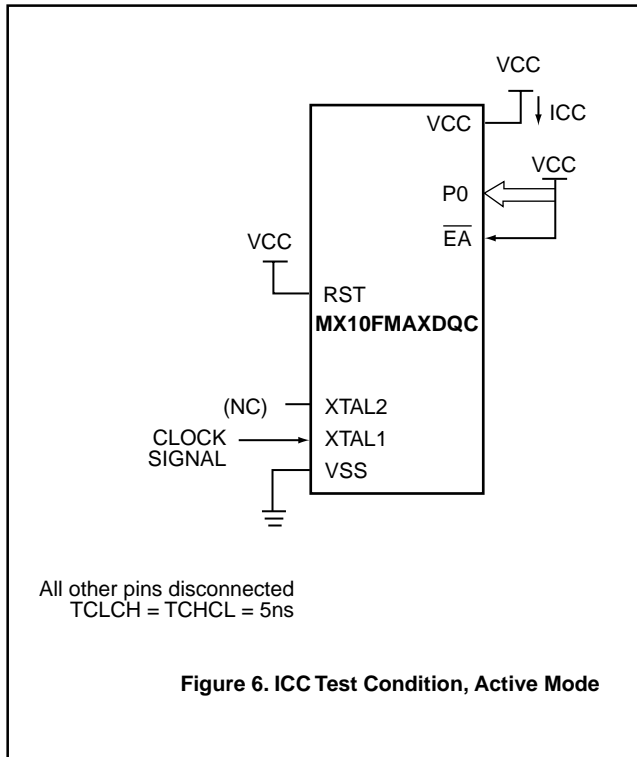 VCC
ICC
VCC
VCC
P0
EA
VCC
RST
MX10FMAXDQC
(NC)
XTAL2
CLOCK
SIGNAL
XTAL1
VSS
All other pins disconnected
TCLCH = TCHCL = 5ns
Figure 6. ICC Test Condition, Active Mode